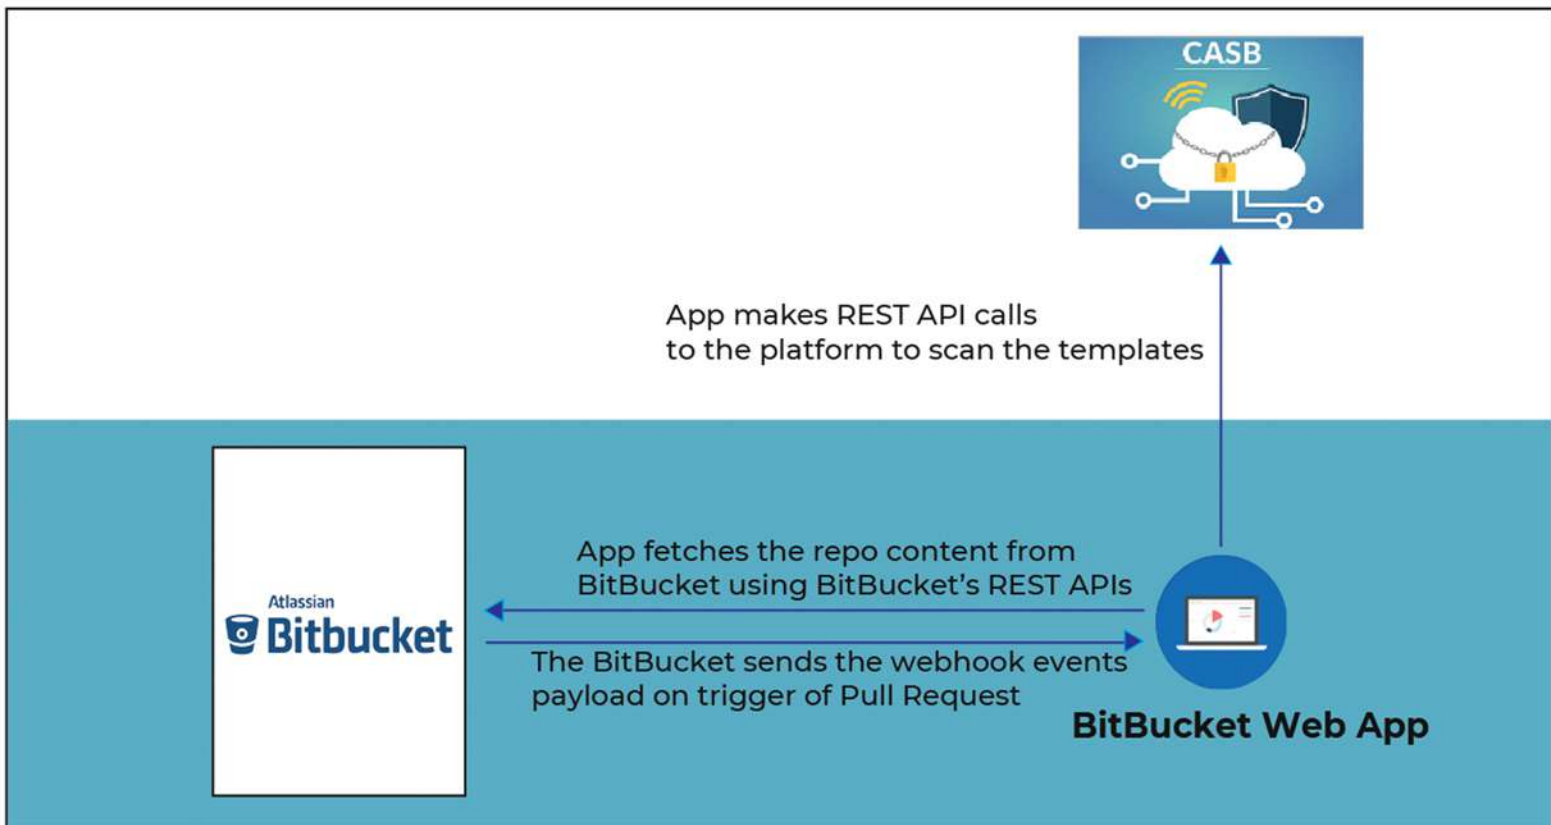 CASB
App makes REST API calls
to the platform to scan the templates
App fetches the repo content from
BitBucket using BitBucket’s REST APIs
Atlassian
Bitbucket
The BitBucket sends the webhook events
payload on trigger of Pull Request
BitBucket Web App